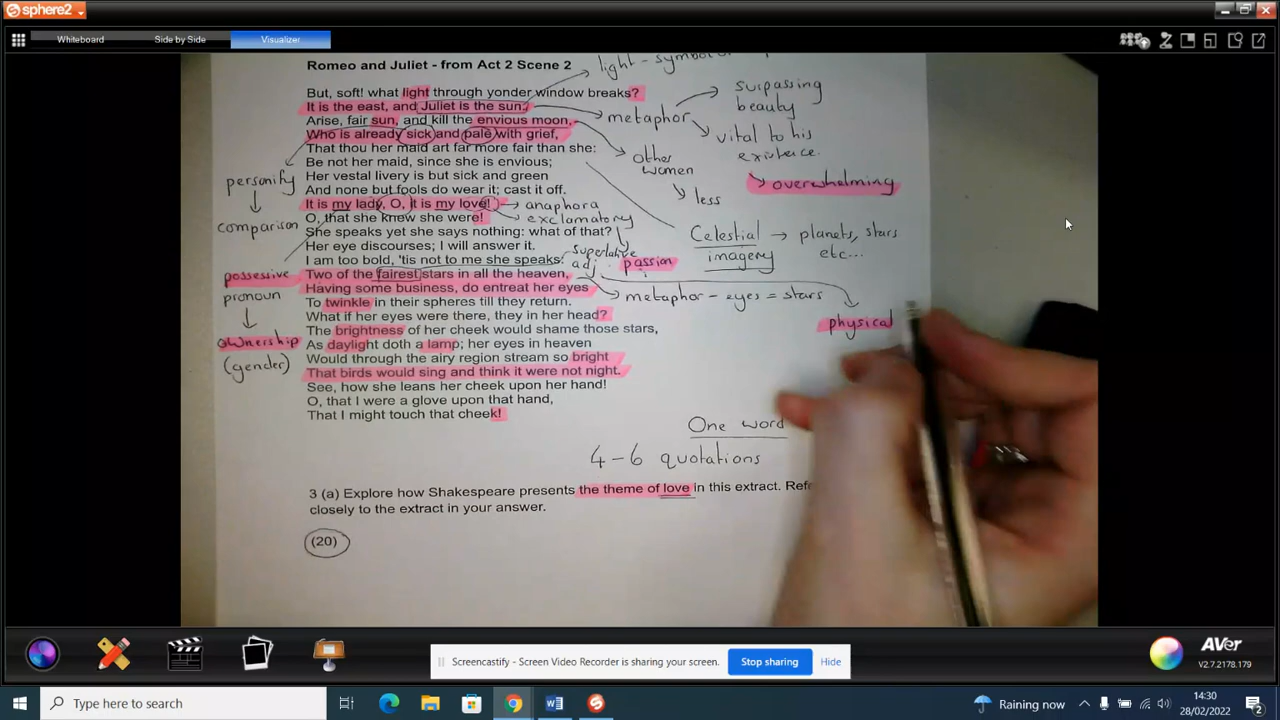 sphere2
Whiteboard
Side by Side
Visualizer
Romeo and Juliet - from Act 2 Scene 2
light - symbol
But, soft! what light through yonder window breaks?
It is the east, and Juliet is the sun.
Arise, fair sun, and kill the envious moon,
Who is already sick and pale with grief,
That thou her maid art far more fair than she:
Be not her maid, since she is envious;
Her vestal livery is but sick and green
And none but fools do wear it; cast it off.
It is my lady, O, it is my love!
O, that she knew she were!
She speaks yet she says nothing: what of that?
Her eye discourses; I will answer it.
I am too bold, 'tis not to me she speaks:
Two of the fairest stars in all the heaven,
Having some business, do entreat her eyes
To twinkle in their spheres till they return.
What if her eyes were there, they in her head?
The brightness of her cheek would shame those stars,
As daylight doth a lamp; her eyes in heaven
Would through the airy region stream so bright
That birds would sing and think it were not night.
See, how she leans her cheek upon her hand!
O, that I were a glove upon that hand,
That I might touch that cheek!
personify
comparison
possessive
pronoun
ownership
(gender)
metaphor
surpassing
beauty
vital to his
existence
overwhelming
other
women
less
anaphora
exclamatory
superlative
adj.
passion
Celestial
imagery
planets, stars
etc...
metaphor - eyes = stars
physical
One word
4-6 quotations
3 (a) Explore how Shakespeare presents the theme of love in this extract. Refe
closely to the extract in your answer.
(20)
Screencastify - Screen Video Recorder is sharing your screen.
Stop sharing
Hide
AVer
V2.7.2178.179
Type here to search
Raining now
14:30
28/02/2022
2